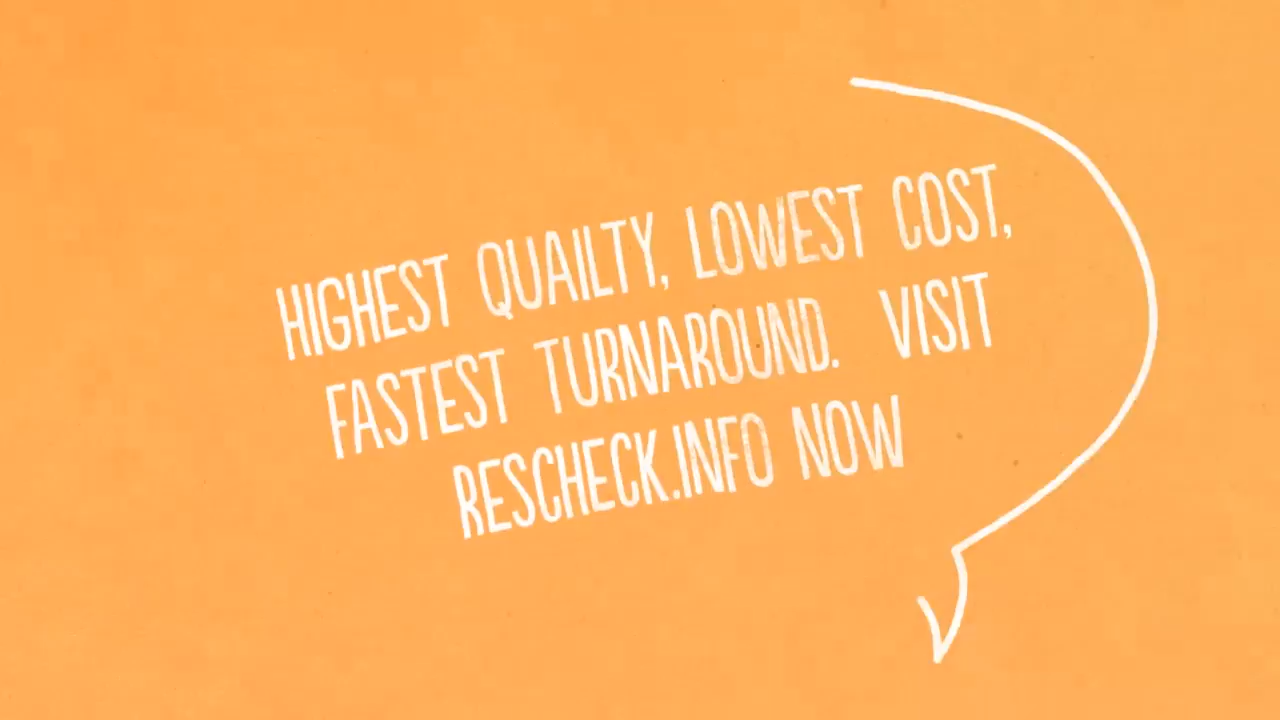 HIGHEST QUAILTY, LOWEST COST,
FASTEST TURNAROUND.  VISIT
RESCHECK.INFO NOW